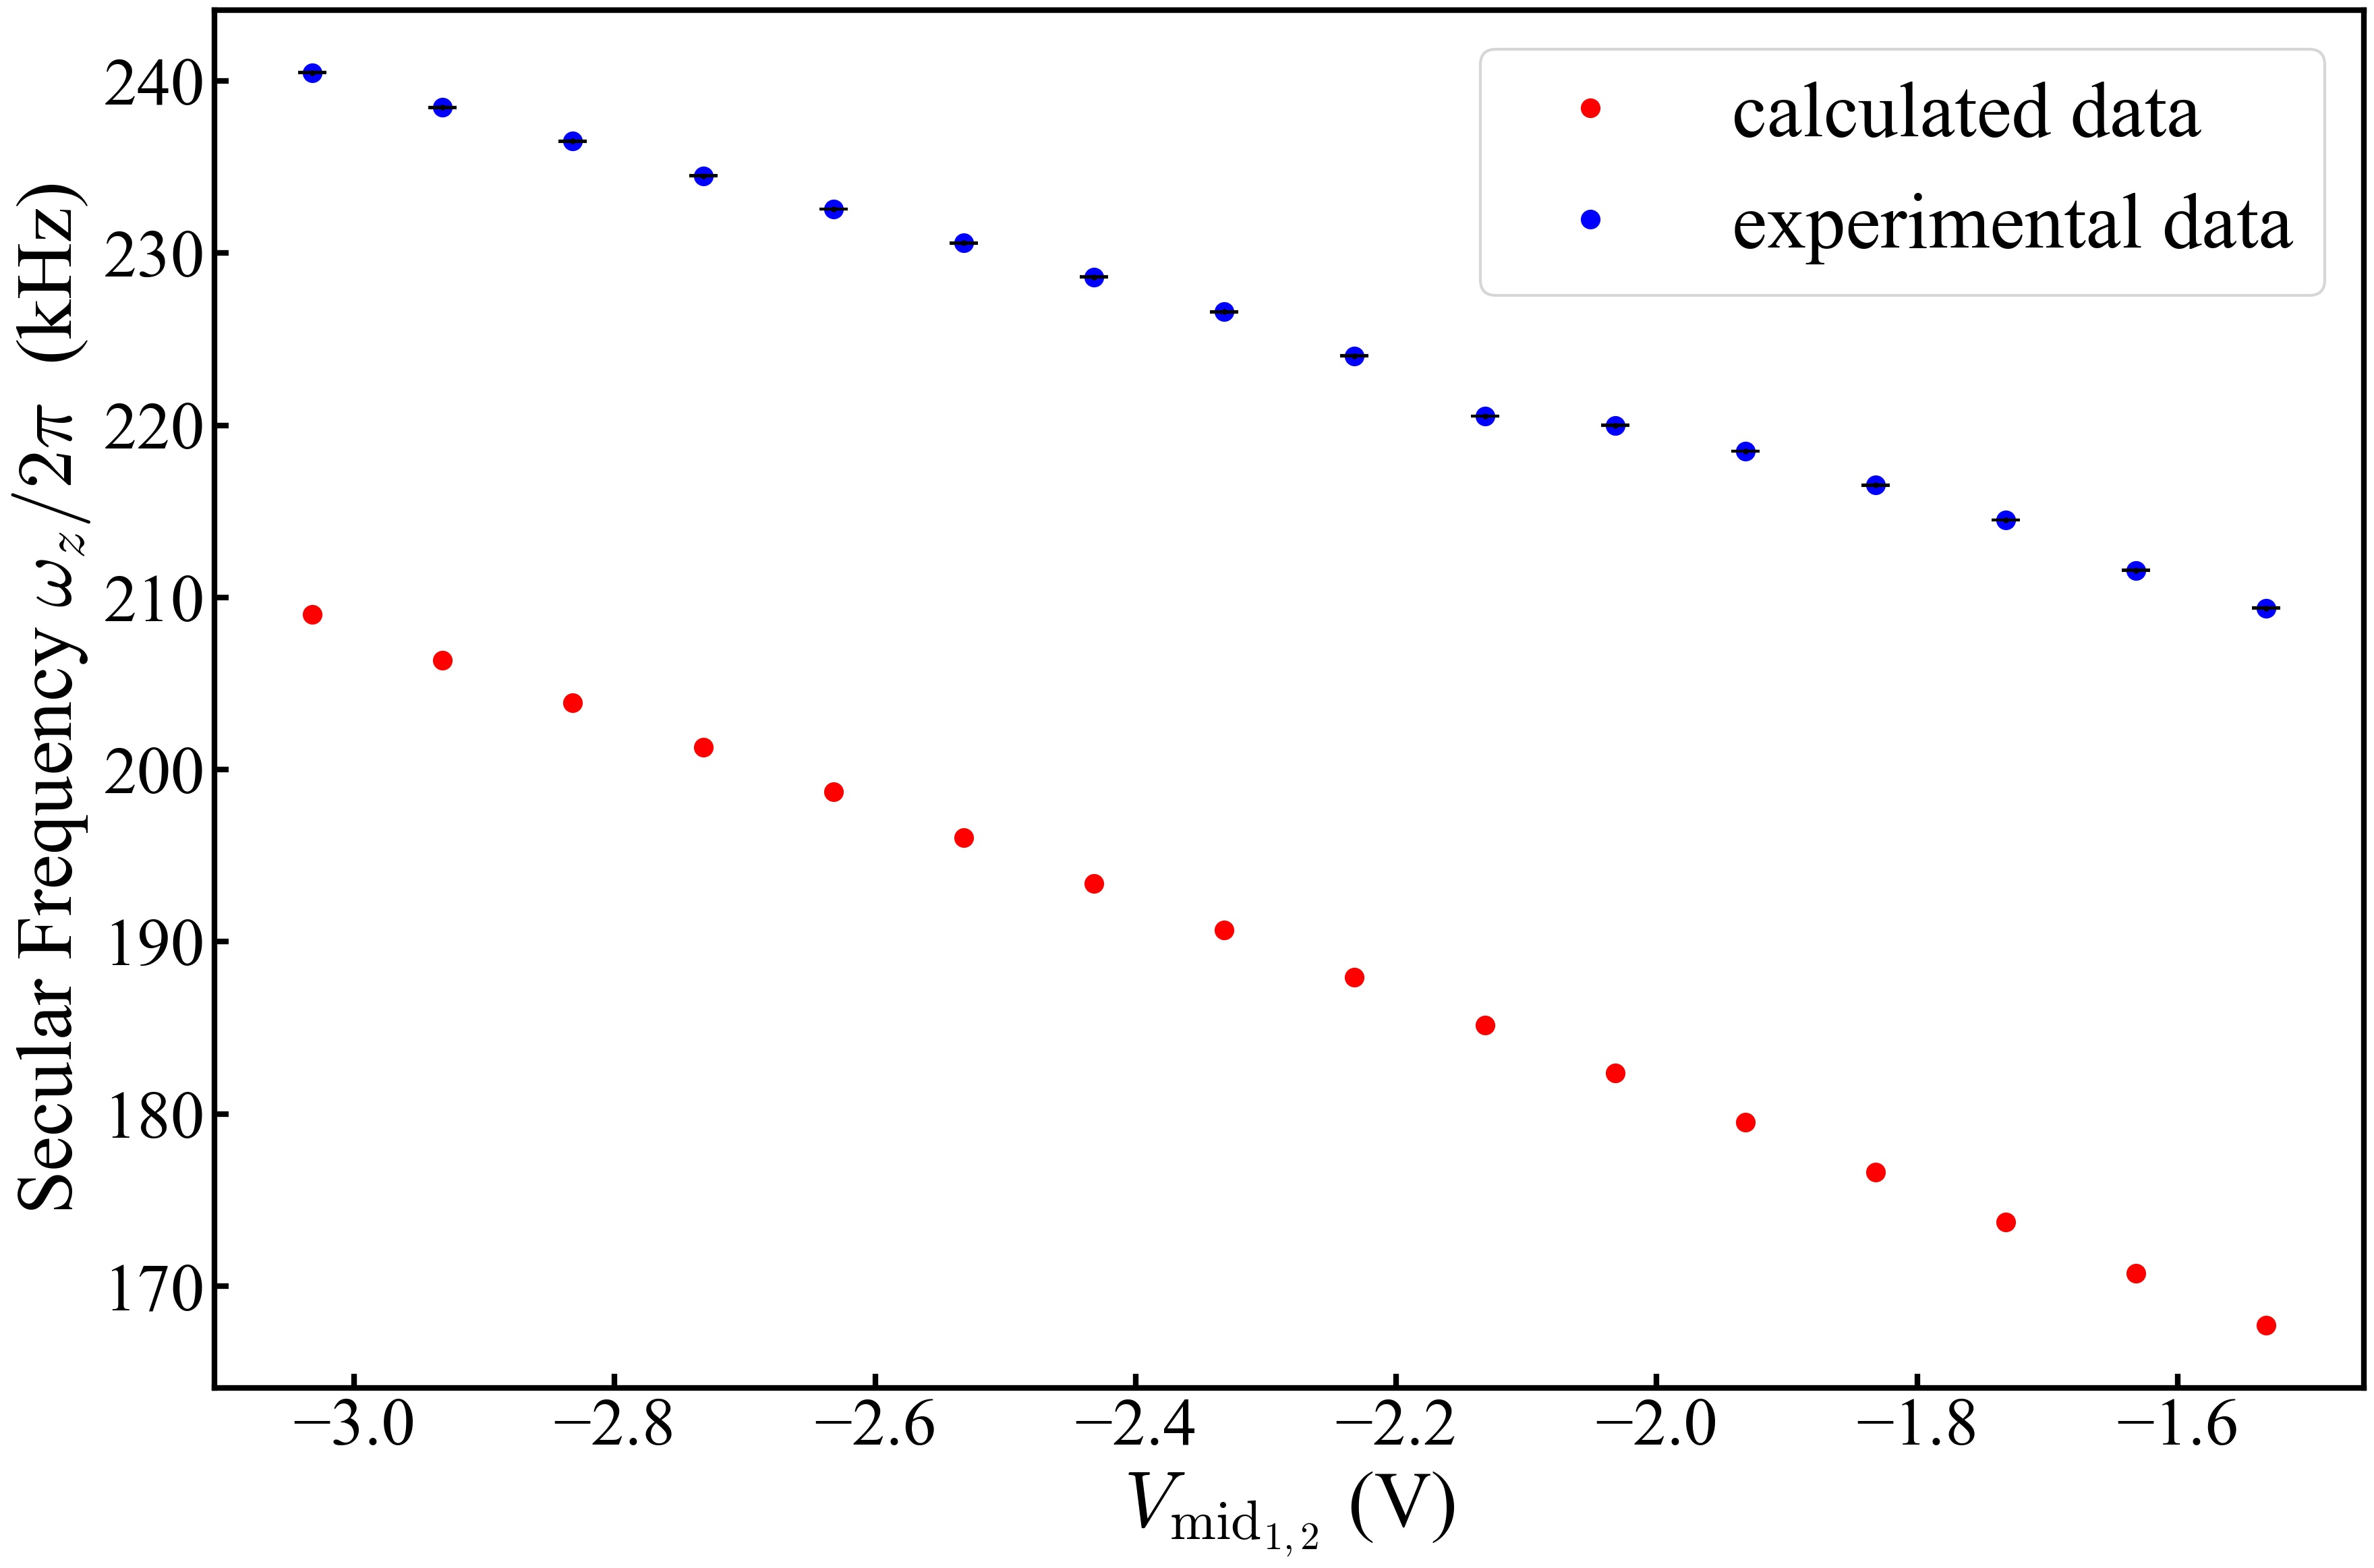 calculated data
experimental data
Secular Frequency ω_z/2π (kHz)
240
230
220
210
200
190
180
170
−3.0 −2.8 −2.6 −2.4 −2.2 −2.0 −1.8 −1.6
V_mid_1,2 (V)